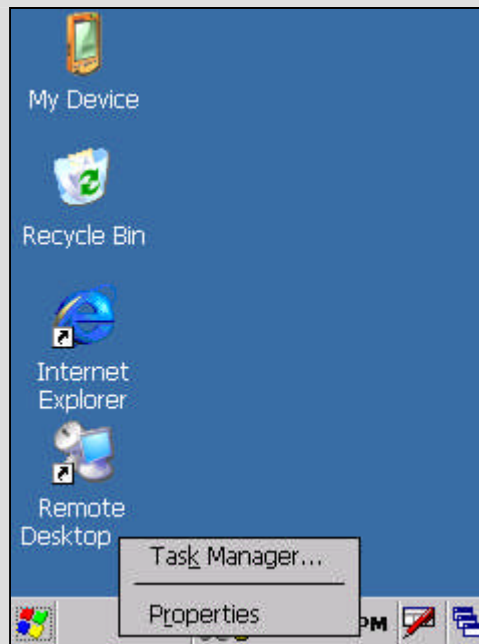 My Device
Recycle Bin
Internet
Explorer
Remote
Desktop
Task Manager...
Properties
PM